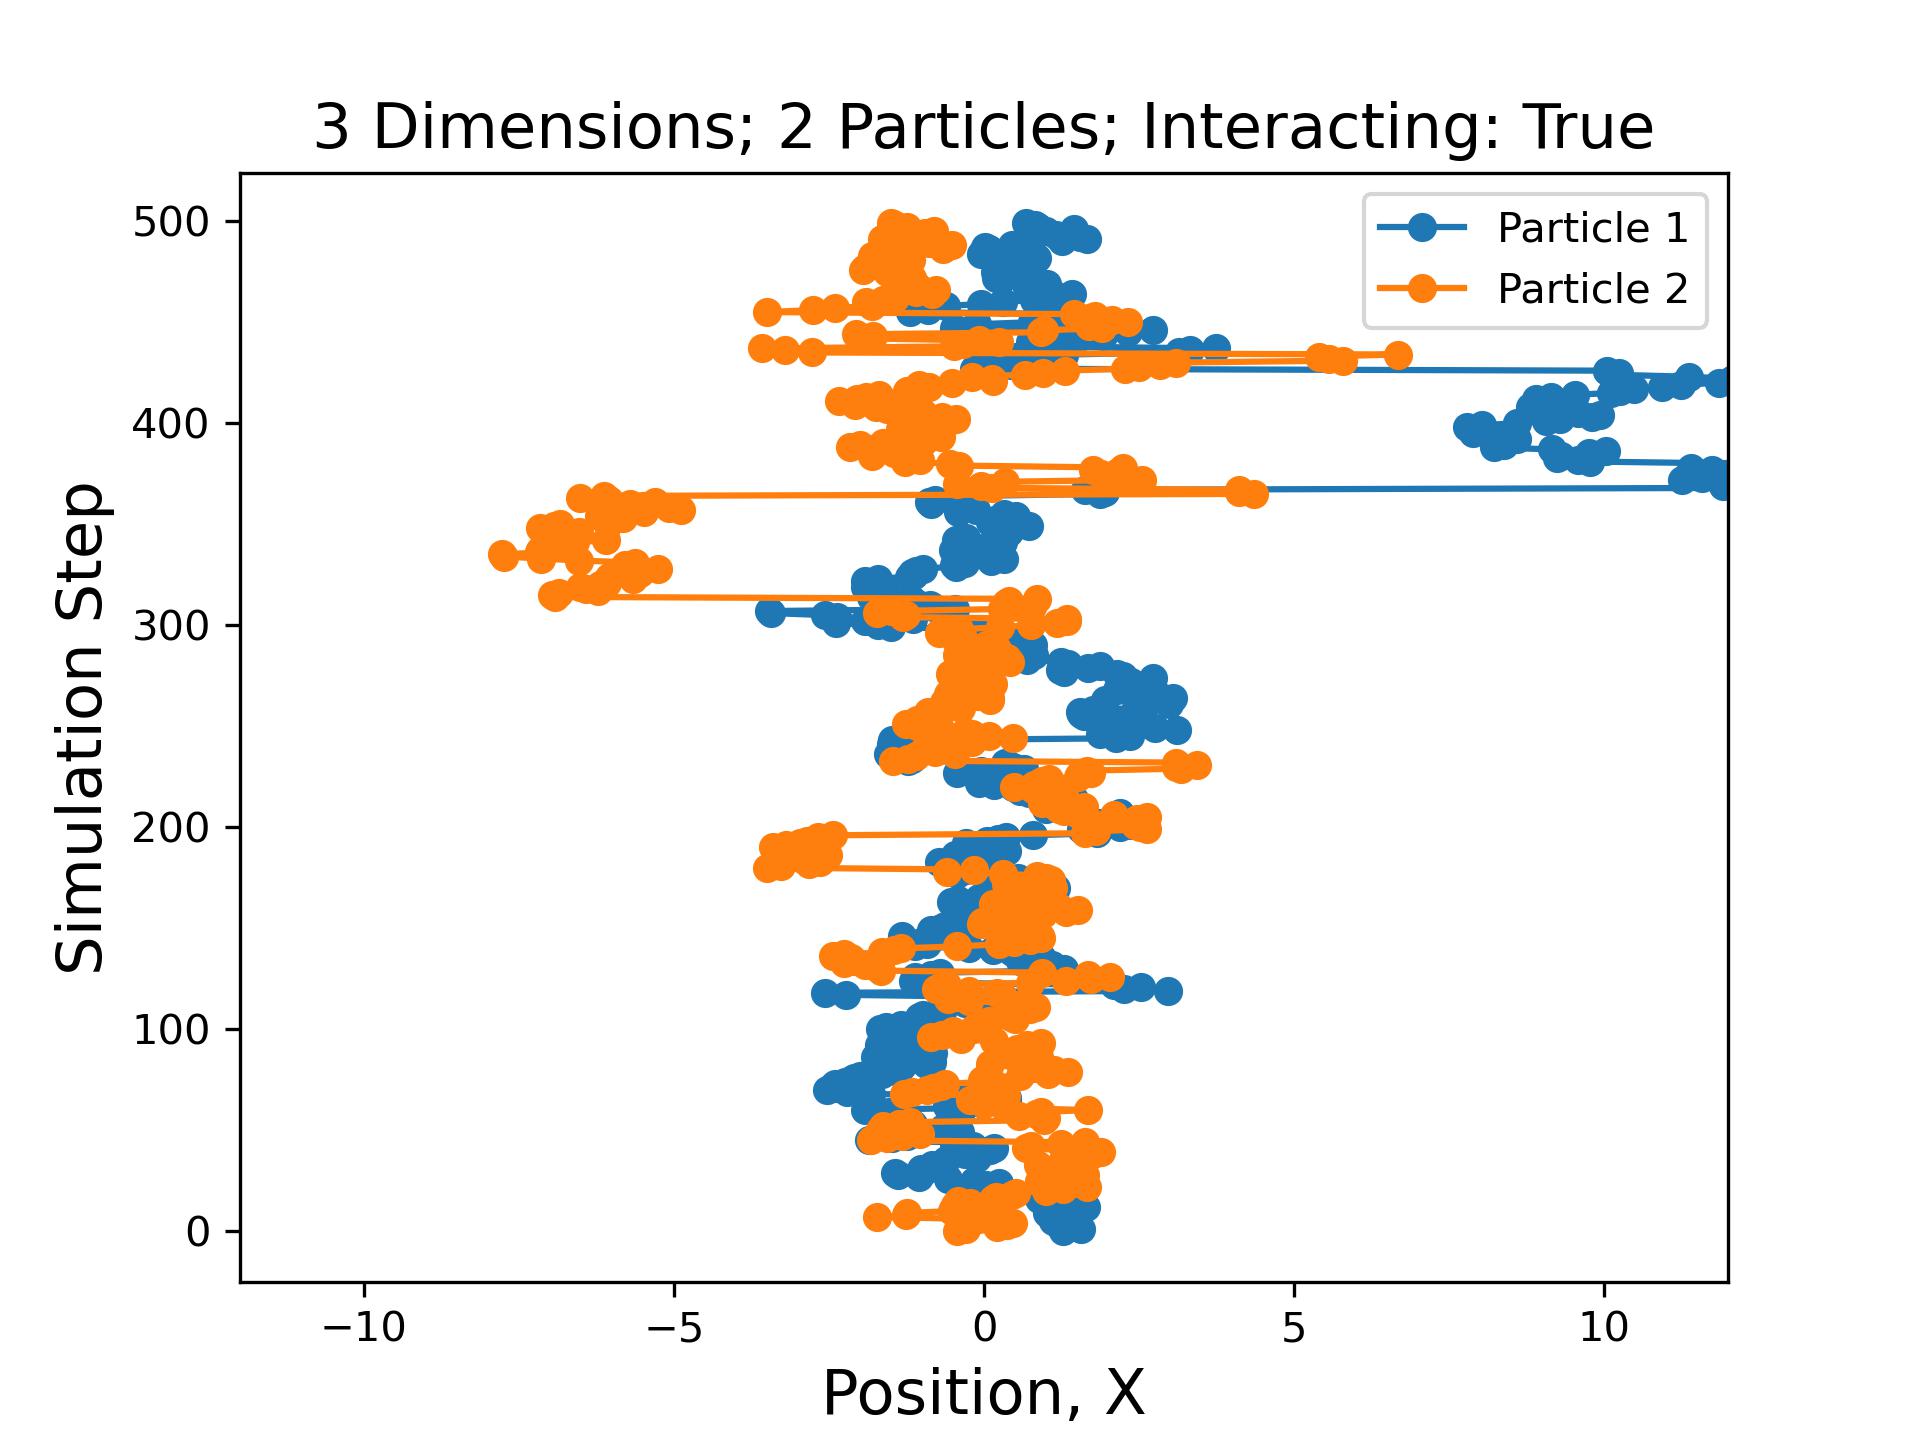 3 Dimensions; 2 Particles; Interacting: True
Particle 1
Particle 2
Simulation Step
500
400
300
200
100
0
−10 −5 0 5 10
Position, X